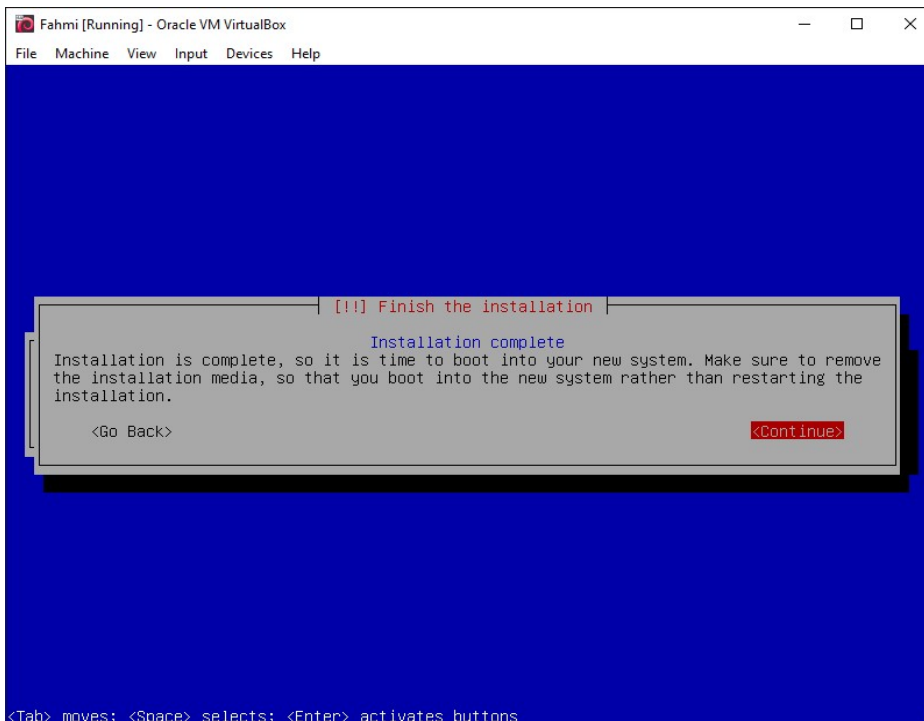 Fahmi [Running] - Oracle VM VirtualBox
File Machine View Input Devices Help
[!!] Finish the installation
Installation complete
Installation is complete, so it is time to boot into your new system. Make sure to remove
the installation media, so that you boot into the new system rather than restarting the
installation.
<Go Back> <Continue>
<Tab> moves; <Space> selects; <Enter> activates buttons